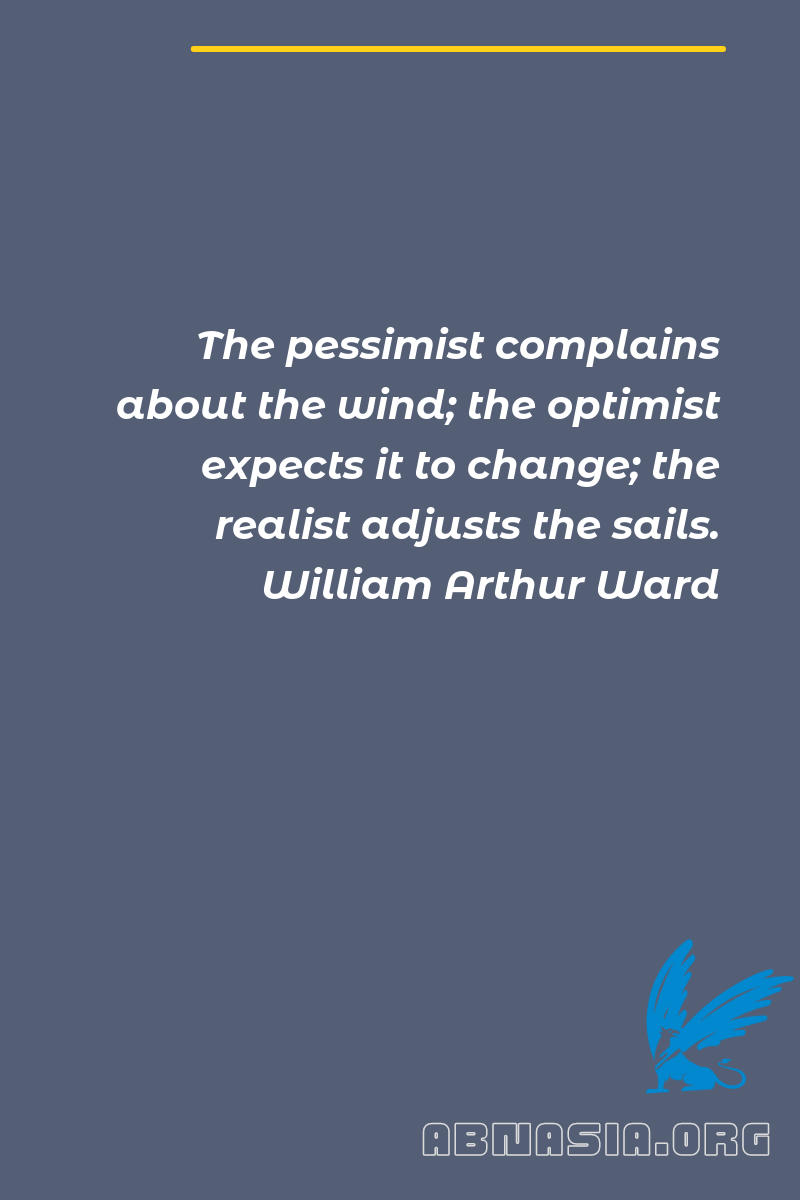 The pessimist complains
about the wind; the optimist
expects it to change; the
realist adjusts the sails.
William Arthur Ward
ABNASIA.ORG